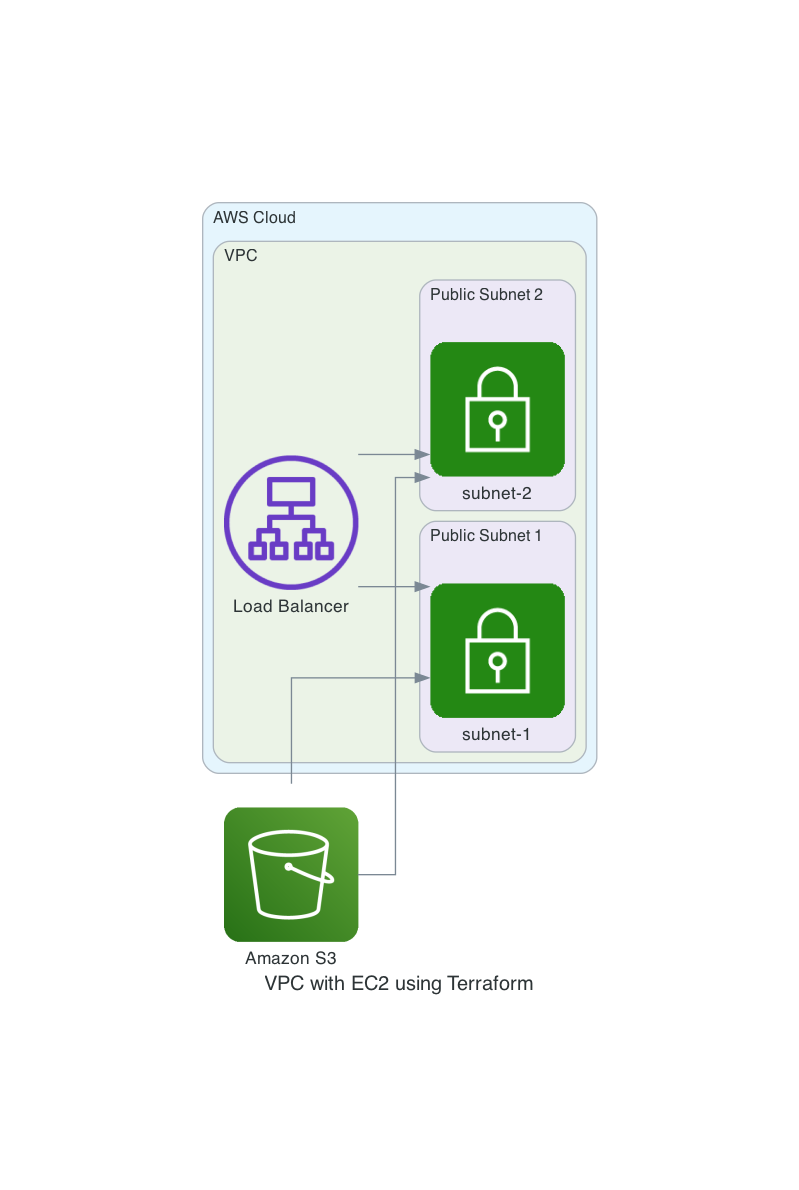 AWS Cloud
VPC
Public Subnet 2
subnet-2
Load Balancer
Public Subnet 1
subnet-1
Amazon S3
VPC with EC2 using Terraform